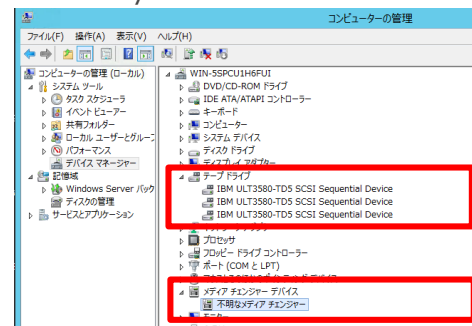 コンピューターの管理
ファイル(F) 操作(A) 表示(V) ヘルプ(H)
コンピューターの管理 (ローカル)
システム ツール
タスク スケジューラ
イベント ビューアー
共有フォルダー
ローカル ユーザーとグループ
パフォーマンス
デバイス マネージャー
記憶域
Windows Server バック
ディスクの管理
サービスとアプリケーション
WIN-5SPCU1H6FUI
DVD/CD-ROM ドライブ
IDE ATA/ATAPI コントローラー
キーボード
コンピューター
システム デバイス
ディスク ドライブ
ディスプレイ アダプター
テープ ドライブ
IBM ULT3580-TD5 SCSI Sequential Device
IBM ULT3580-TD5 SCSI Sequential Device
IBM ULT3580-TD5 SCSI Sequential Device
プロセッサ
フロッピー ドライブ コントローラー
ポート (COM と LPT)
メディア チェンジャー デバイス
不明なメディア チェンジャー
モニター